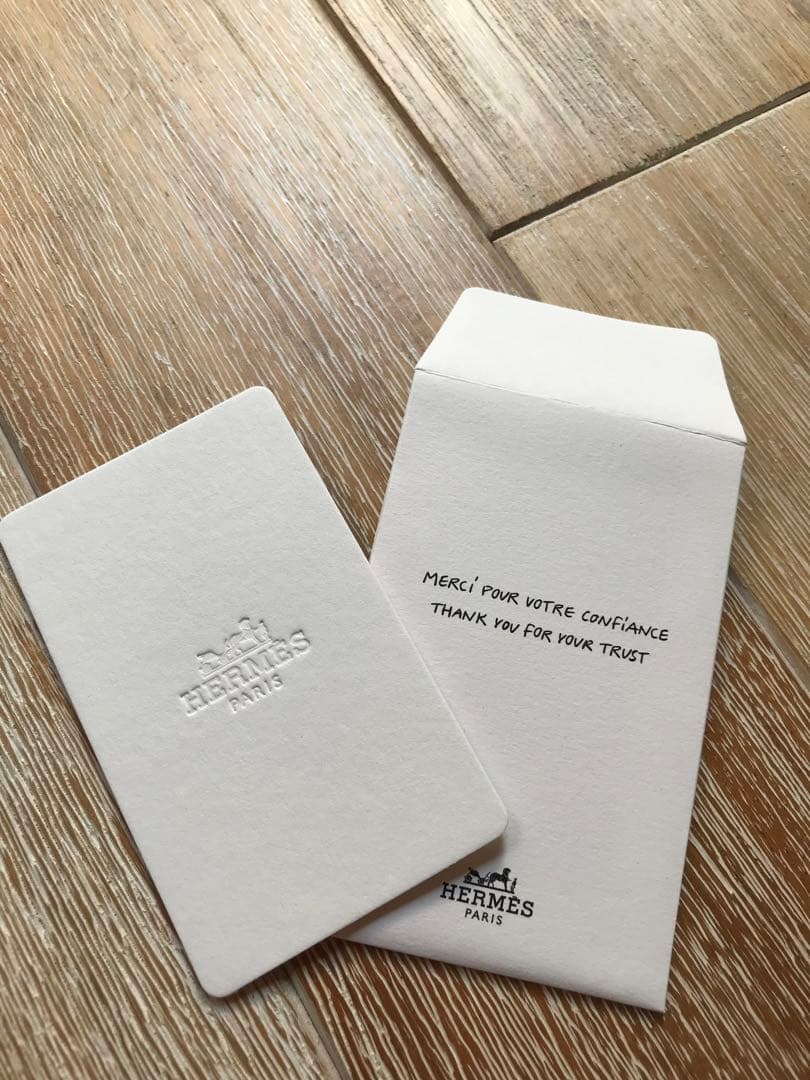 HERMÈS
PARIS
MERCI POUR VOTRE CONFIANCE
THANK YOU FOR YOUR TRUST
HERMÈS
PARIS